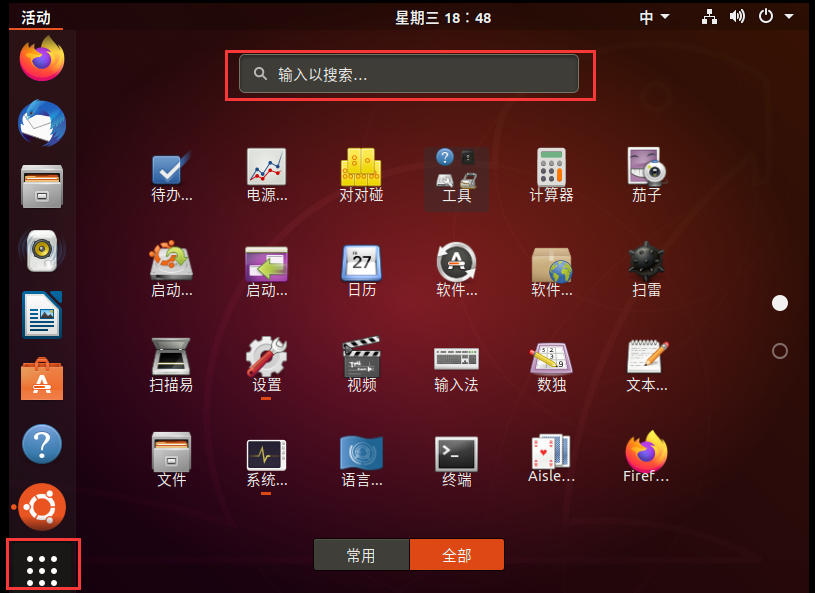 活动
星期三 18：48
中
输入以搜索...
待办...
电源...
对对碰
工具
计算器
茄子
启动...
启动...
27
日历
软件...
软件...
扫雷
扫描易
设置
视频
输入法
数独
文本...
文件
系统...
语言...
终端
Aisle...
Firef...
常用
全部